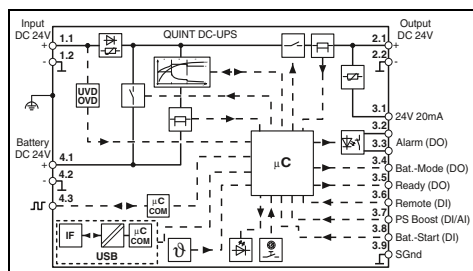 Input
DC 24V
QUINT DC-UPS
Output
DC 24V
1.1
+
1.2
-
2.1
+
2.2
-
UVD
OVD
3.1
24V 20mA
3.2
Alarm (DO)
3.3
Battery
DC 24V
4.1
+
4.2
-
4.3
µC
3.4
Bat.-Mode (DO)
3.5
Ready (DO)
3.6
Remote (DI)
3.7
PS Boost (DI/AI)
3.8
Bat.-Start (DI)
3.9
SGnd
µC
COM
IF
µC
COM
USB
ϑ